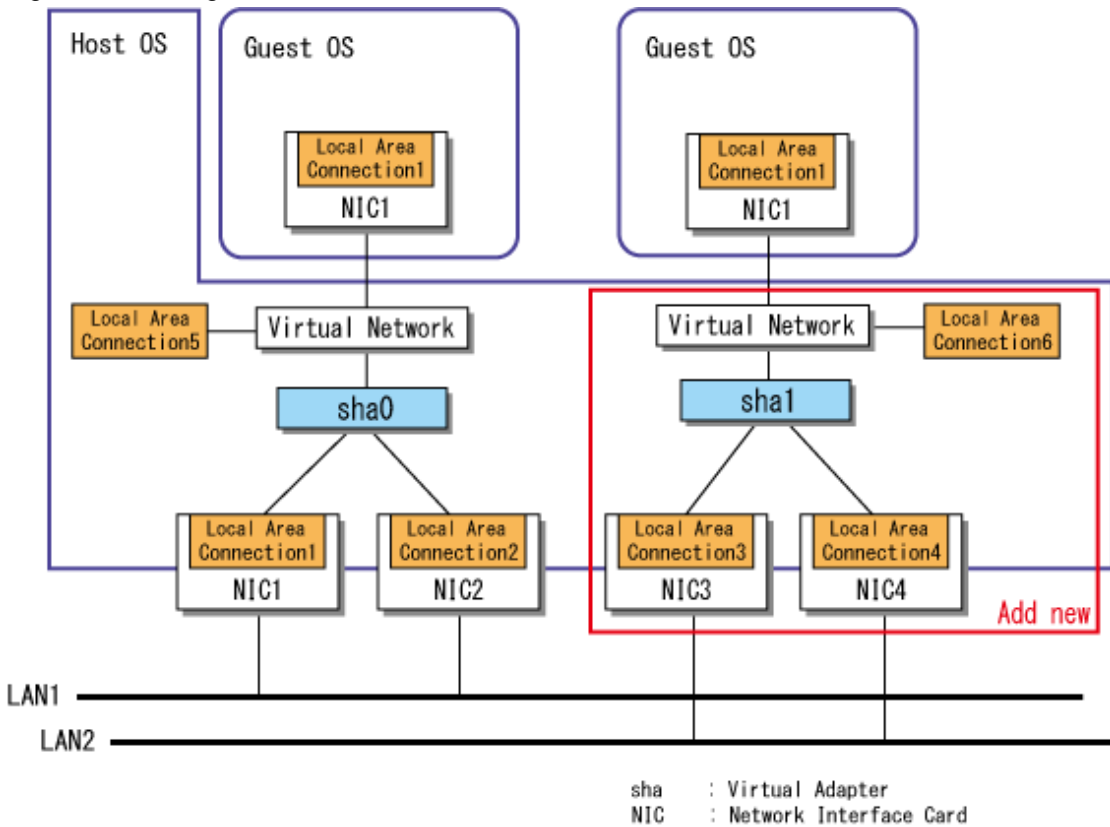 Host OS
Guest OS
Guest OS
Local Area
Connection1
NIC1
Local Area
Connection1
NIC1
Local Area
Connection5
Virtual Network
Virtual Network
Local Area
Connection6
sha0
sha1
Local Area
Connection1
NIC1
Local Area
Connection2
NIC2
Local Area
Connection3
NIC3
Local Area
Connection4
NIC4
Add new
LAN1
LAN2
sha : Virtual Adapter
NIC : Network Interface Card